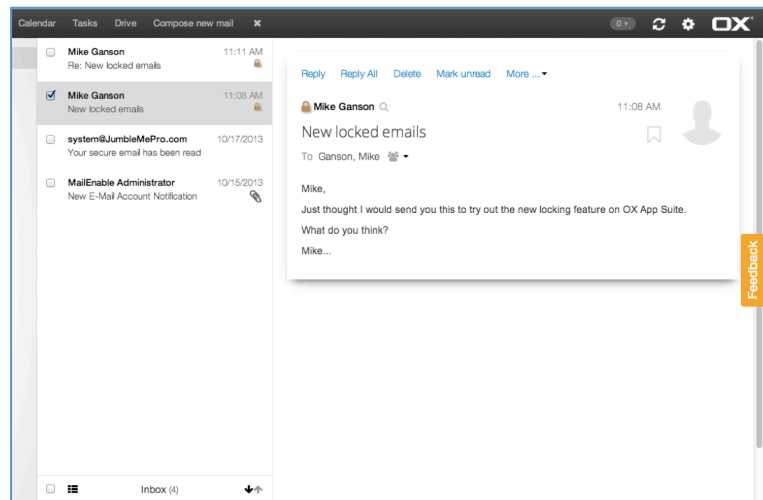 Calendar Tasks Drive Compose new mail ✖ 0 OX
Mike Ganson 11:11 AM
Re: New locked emails
Mike Ganson 11:08 AM
New locked emails
system@JumbleMePro.com 10/17/2013
Your secure email has been read
MailEnable Administrator 10/15/2013
New E-Mail Account Notification
Inbox (4)
Reply Reply All Delete Mark unread More ...
Mike Ganson 11:08 AM
New locked emails
To Ganson, Mike
Mike,
Just thought I would send you this to try out the new locking feature on OX App Suite.
What do you think?
Mike...
Feedback